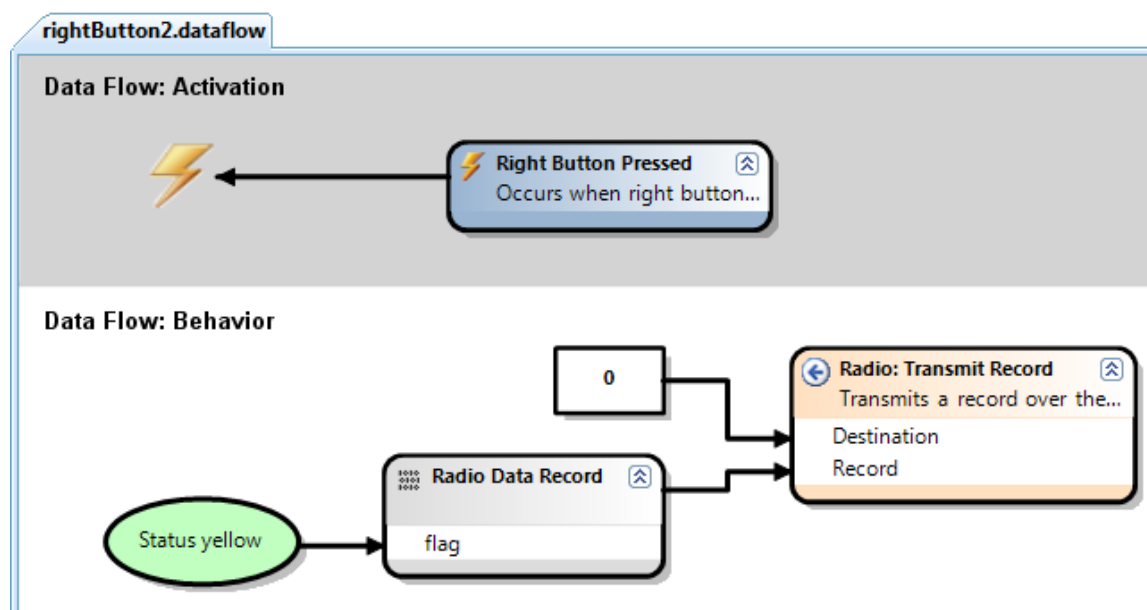 rightButton2.dataflow
Data Flow: Activation
Right Button Pressed
Occurs when right button...
Data Flow: Behavior
0
Radio: Transmit Record
Transmits a record over the...
Destination
Record
Radio Data Record
flag
Status yellow